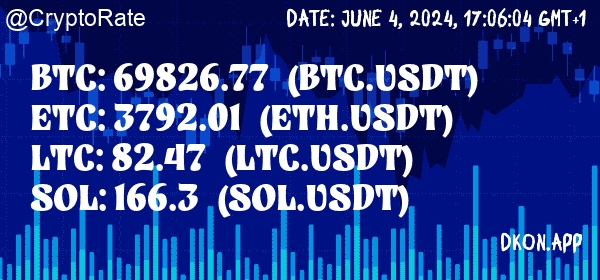 @CryptoRate
DATE: JUNE 4, 2024, 17:06:04 GMT+1
BTC: 69826.77 (BTC.USDT)
ETC: 3792.01 (ETH.USDT)
LTC: 82.47 (LTC.USDT)
SOL: 166.3 (SOL.USDT)
DKON.APP